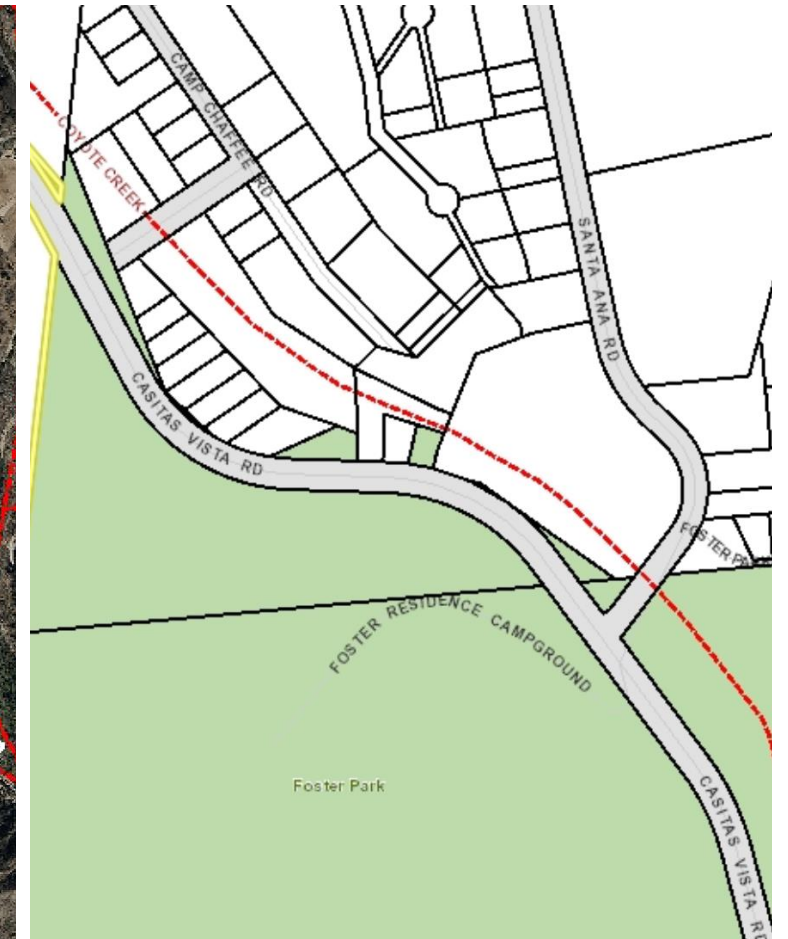 CAMP CHAFFEE RD
COYOTE CREEK
SANTA ANA RD
CASITAS VISTA RD
FOSTER
FOSTER RESIDENCE CAMPGROUND
Foster Park
CASITAS VISTA RD